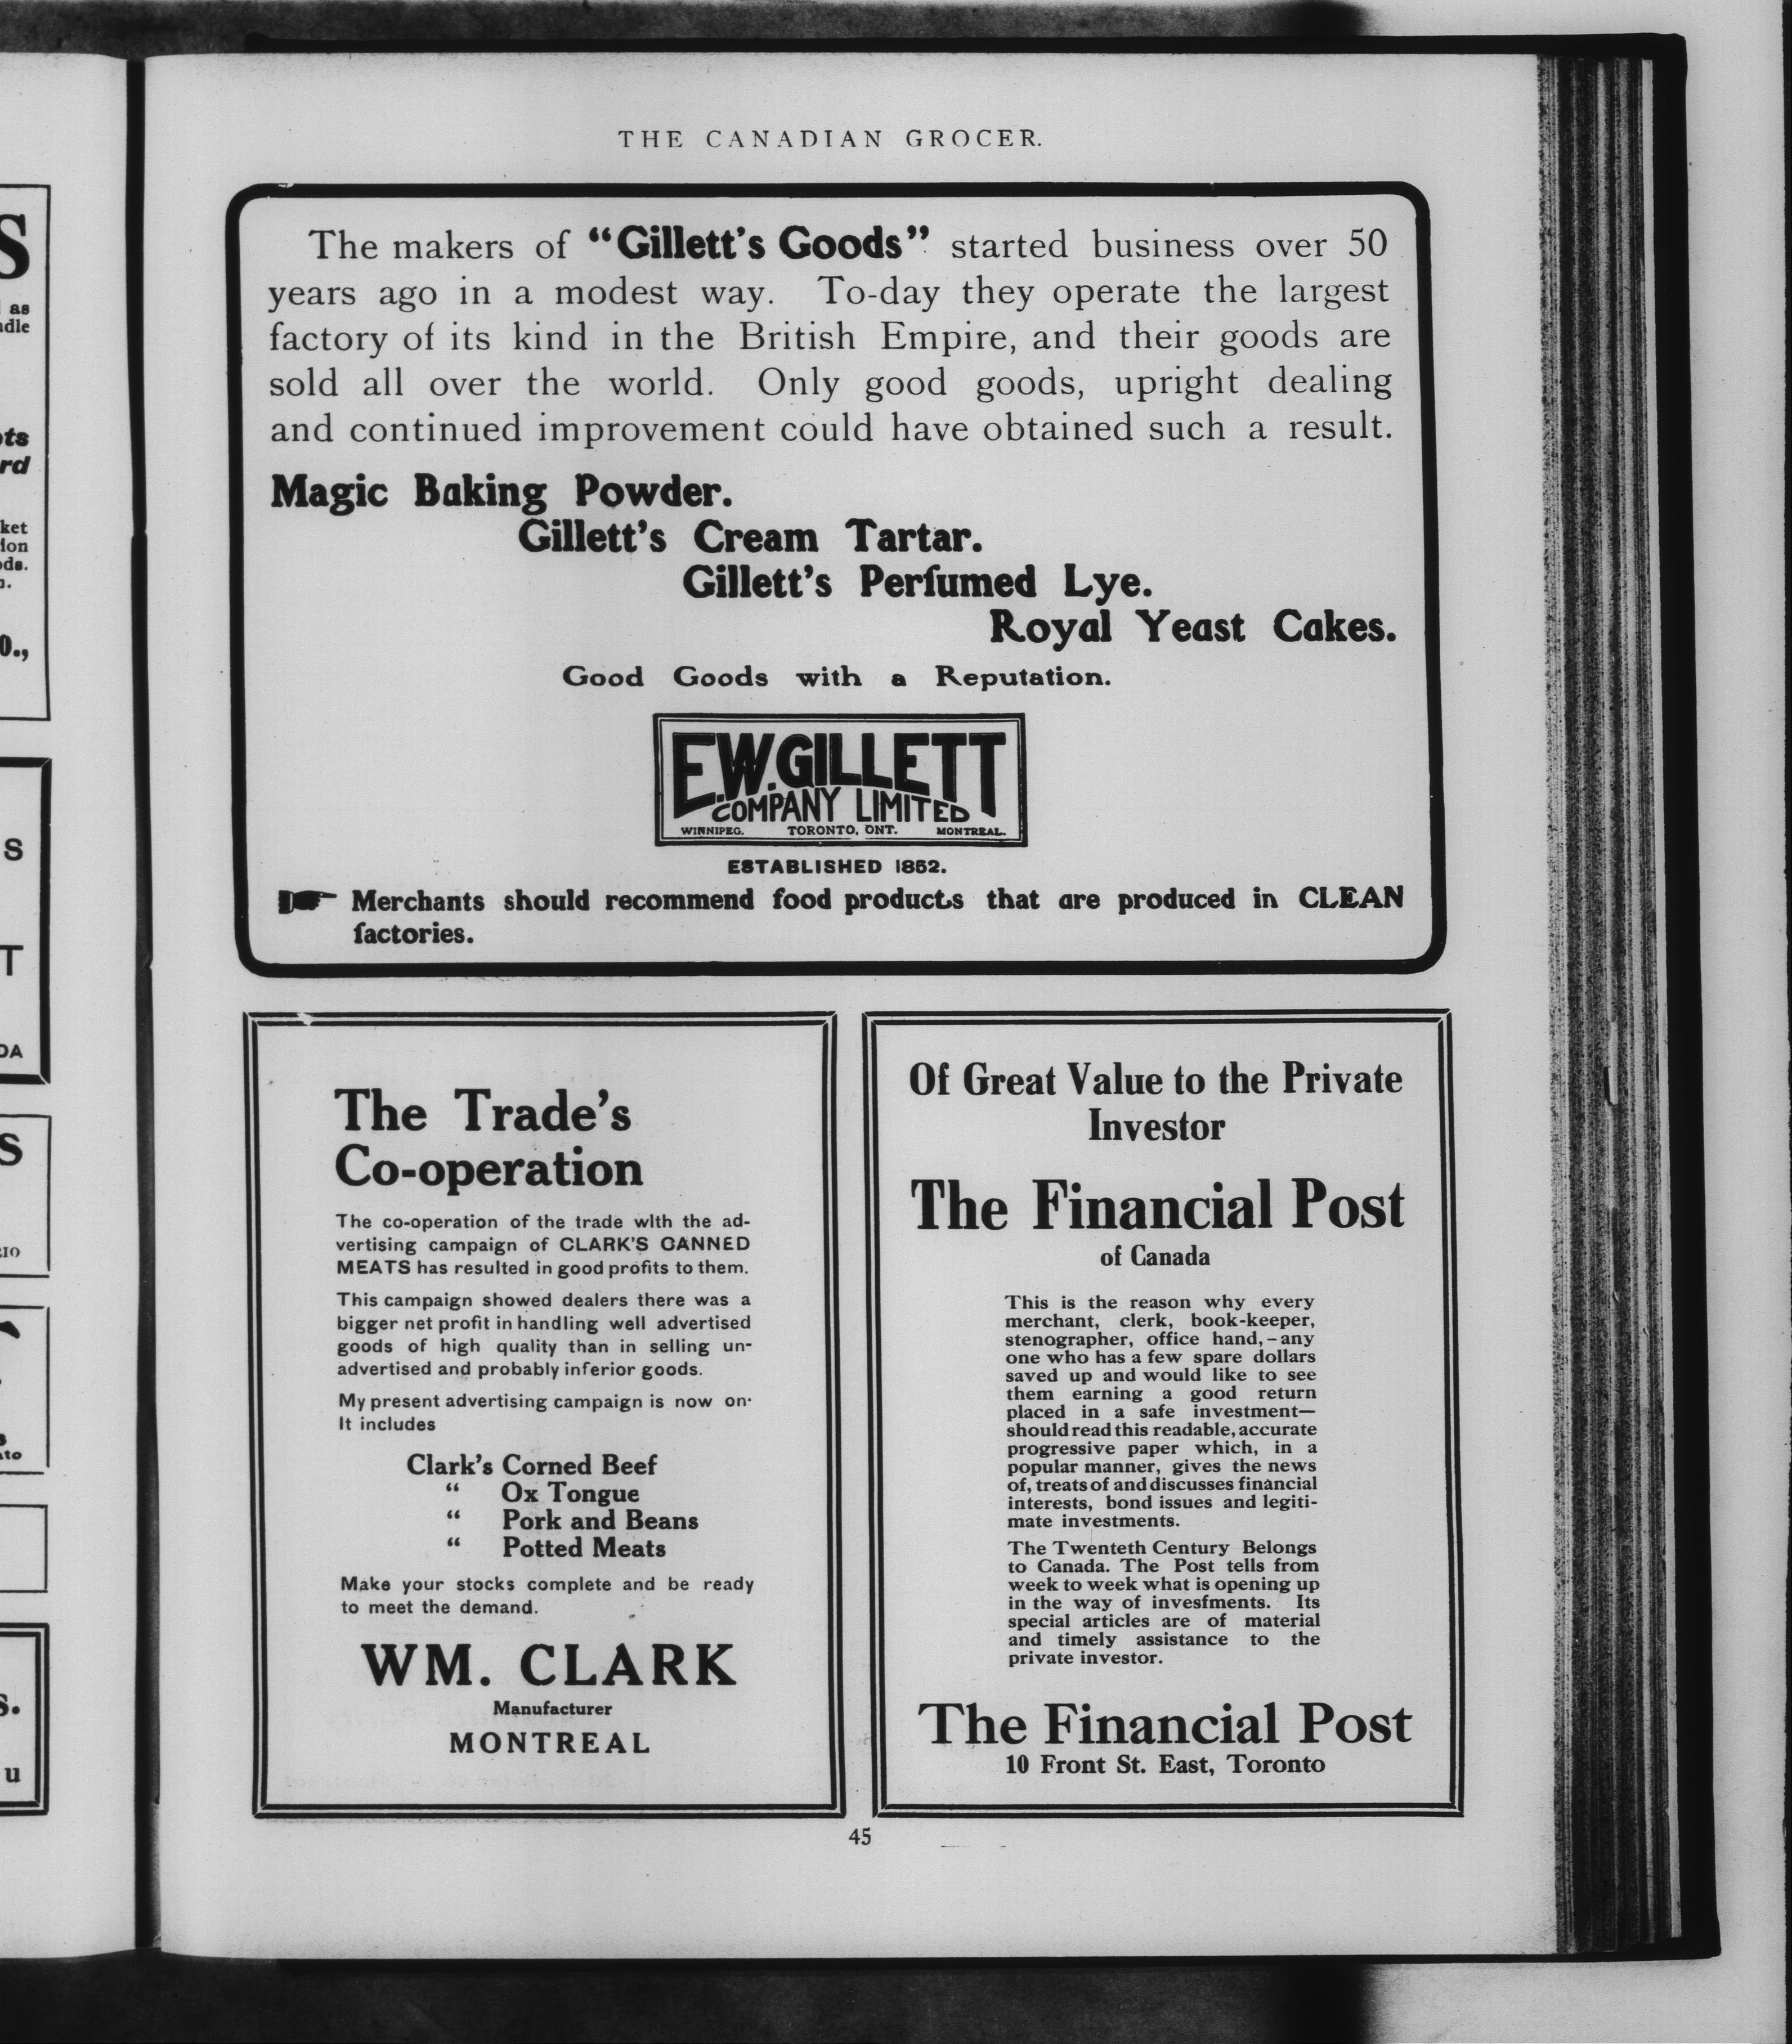 THE CANADIAN GROCER.
The makers of “Gillett's Goods” started business over 50
years ago in a modest way. To-day they operate the largest
factory of its kind in the British Empire, and their goods are
sold all over the world. Only good goods, upright dealing
and continued improvement could have obtained such a result.
Magic Baking Powder.
Gillett's Cream Tartar.
Gillett's Perfumed Lye.
Royal Yeast Cakes.
Good Goods with a Reputation.
E.W.GILLETT
COMPANY LIMITED
WINNIPEG. TORONTO, ONT. MONTREAL.
ESTABLISHED 1852.
Merchants should recommend food products that are produced in CLEAN
factories.
The Trade's
Co-operation
The co-operation of the trade with the ad-
vertising campaign of CLARK'S CANNED
MEATS has resulted in good profits to them.
This campaign showed dealers there was a
bigger net profit in handling well advertised
goods of high quality than in selling un-
advertised and probably inferior goods.
My present advertising campaign is now on.
It includes
Clark's Corned Beef
“ Ox Tongue
“ Pork and Beans
“ Potted Meats
Make your stocks complete and be ready
to meet the demand.
WM. CLARK
Manufacturer
MONTREAL
Of Great Value to the Private
Investor
The Financial Post
of Canada
This is the reason why every
merchant, clerk, book-keeper,
stenographer, office hand,–any
one who has a few spare dollars
saved up and would like to see
them earning a good return
placed in a safe investment—
should read this readable, accurate
progressive paper which, in a
popular manner, gives the news
of, treats of and discusses financial
interests, bond issues and legiti-
mate investments.
The Twenteth Century Belongs
to Canada. The Post tells from
week to week what is opening up
in the way of invesfments. Its
special articles are of material
and timely assistance to the
private investor.
The Financial Post
10 Front St. East, Toronto
45